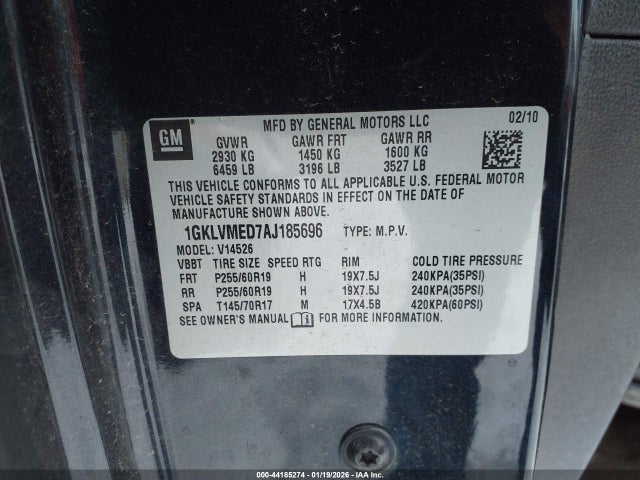 GM
MFD BY GENERAL MOTORS LLC 02/10
GVWR GAWR FRT GAWR RR
2930 KG 1450 KG 1600 KG
6459 LB 3196 LB 3527 LB
THIS VEHICLE CONFORMS TO ALL APPLICABLE U.S. FEDERAL MOTOR
VEHICLE SAFETY STANDARDS IN EFFECT ON THE DATE OF
MANUFACTURE SHOWN ABOVE.
1GKLVMED7AJ185696 TYPE: M.P.V.
MODEL: V14526
VBBT TIRE SIZE SPEED RTG RIM COLD TIRE PRESSURE
FRT P255/60R19 H 19X7.5J 240KPA(35PSI)
RR P255/60R19 H 19X7.5J 240KPA(35PSI)
SPA T145/70R17 M 17X4.5B 420KPA(60PSI)
SEE OWNER'S MANUAL FOR MORE INFORMATION.
000-44185274 - 01/19/2026 - IAA - IAA